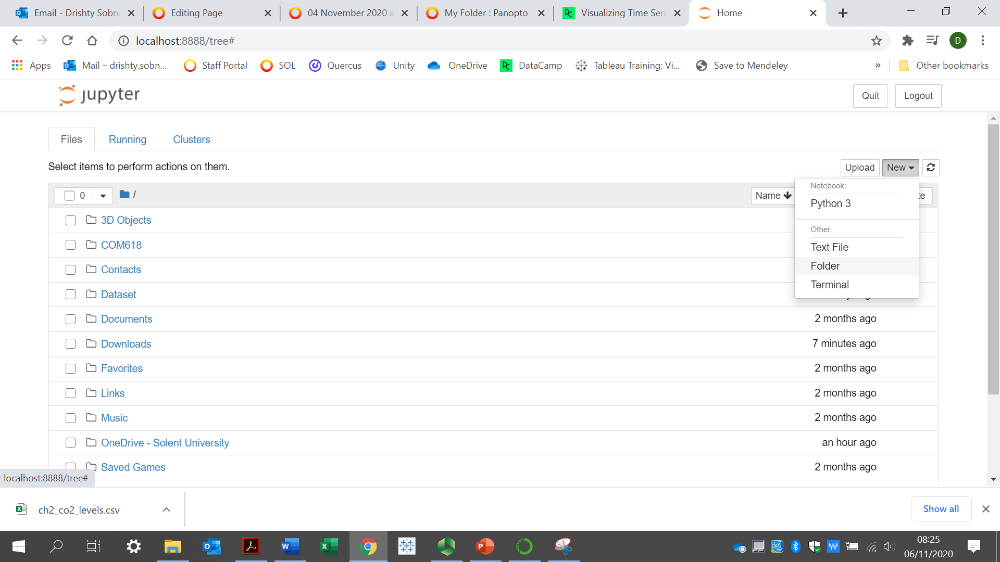 Email - Drishty Sobna
Editing Page
04 November 2020 a
My Folder : Panopto
Visualizing Time Seri
Home
localhost:8888/tree#
D
Apps
Mail – drishty.sobn...
Staff Portal
SOL
Quercus
Unity
OneDrive
DataCamp
Tableau Training: Vi...
Save to Mendeley
»
Other bookmarks
jupyter
Quit
Logout
Files
Running
Clusters
Select items to perform actions on them.
Upload
New
0
/
Name
ze
Notebook:
Python 3
Other:
Text File
Folder
Terminal
3D Objects
COM618
Contacts
Dataset
Documents
2 months ago
Downloads
7 minutes ago
Favorites
2 months ago
Links
2 months ago
Music
2 months ago
OneDrive - Solent University
an hour ago
Saved Games
2 months ago
localhost:8888/tree#
ch2_co2_levels.csv
Show all
08:25
06/11/2020